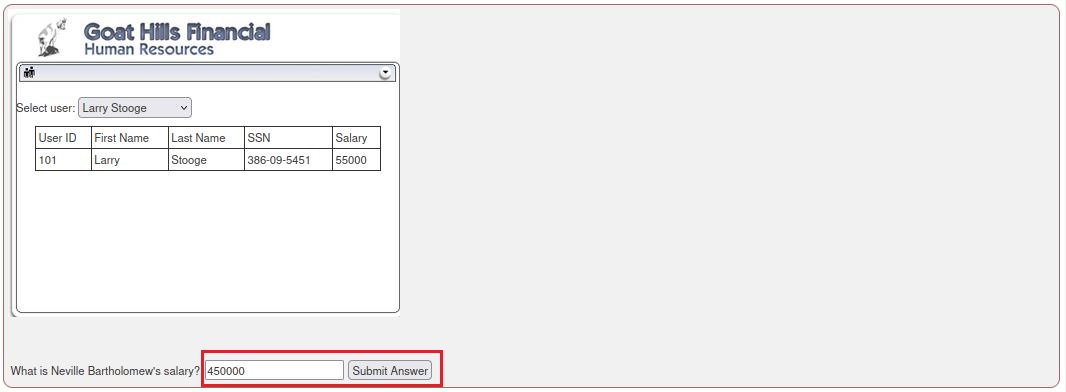 Goat Hills Financial
Human Resources
Select user: Larry Stooge
User ID First Name Last Name SSN Salary
101 Larry Stooge 386-09-5451 55000
What is Neville Bartholomew's salary? 450000 Submit Answer